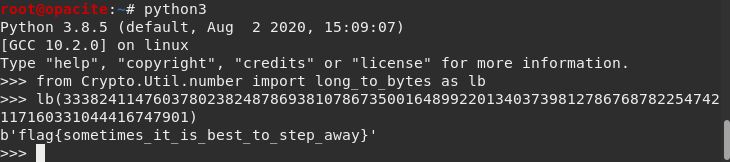 root@opacite:~# python3
Python 3.8.5 (default, Aug  2 2020, 15:09:07)
[GCC 10.2.0] on linux
Type "help", "copyright", "credits" or "license" for more information.
>>> from Crypto.Util.number import long_to_bytes as lb
>>> lb(3338241147603780238248786938107867350016489922013403739812786768782254742
11716033104441674​7901)
b'flag{sometimes_it_is_best_to_step_away}'
>>>